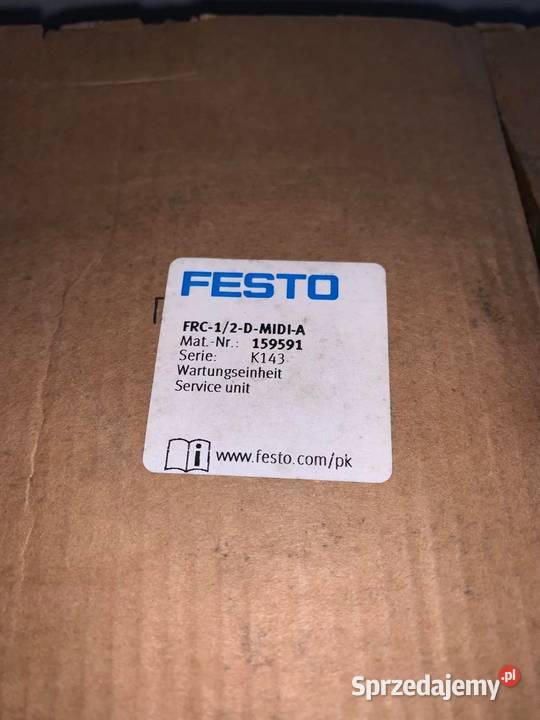 FESTO
FRC-1/2-D-MIDI-A
Mat.-Nr.: 159591
Serie: K143
Wartungseinheit
Service unit
i www.festo.com/pk
Sprzedajemy.pl